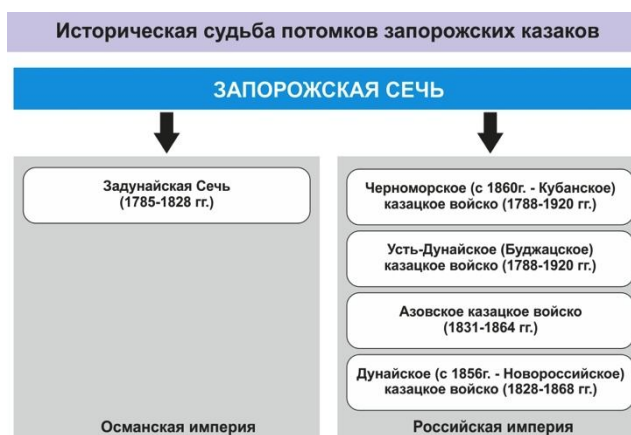 Историческая судьба потомков запорожских казаков
ЗАПОРОЖСКАЯ СЕЧЬ
Задунайская Сечь
(1785-1828 гг.)
Османская империя
Черноморское (с 1860г. - Кубанское)
казацкое войско (1788-1920 гг.)
Усть-Дунайское (Буджацское)
казацкое войско (1788-1920 гг.)
Азовское казацкое войско
(1831-1864 гг.)
Дунайское (с 1856г. - Новороссийское)
казацкое войско (1828-1868 гг.)
Российская империя